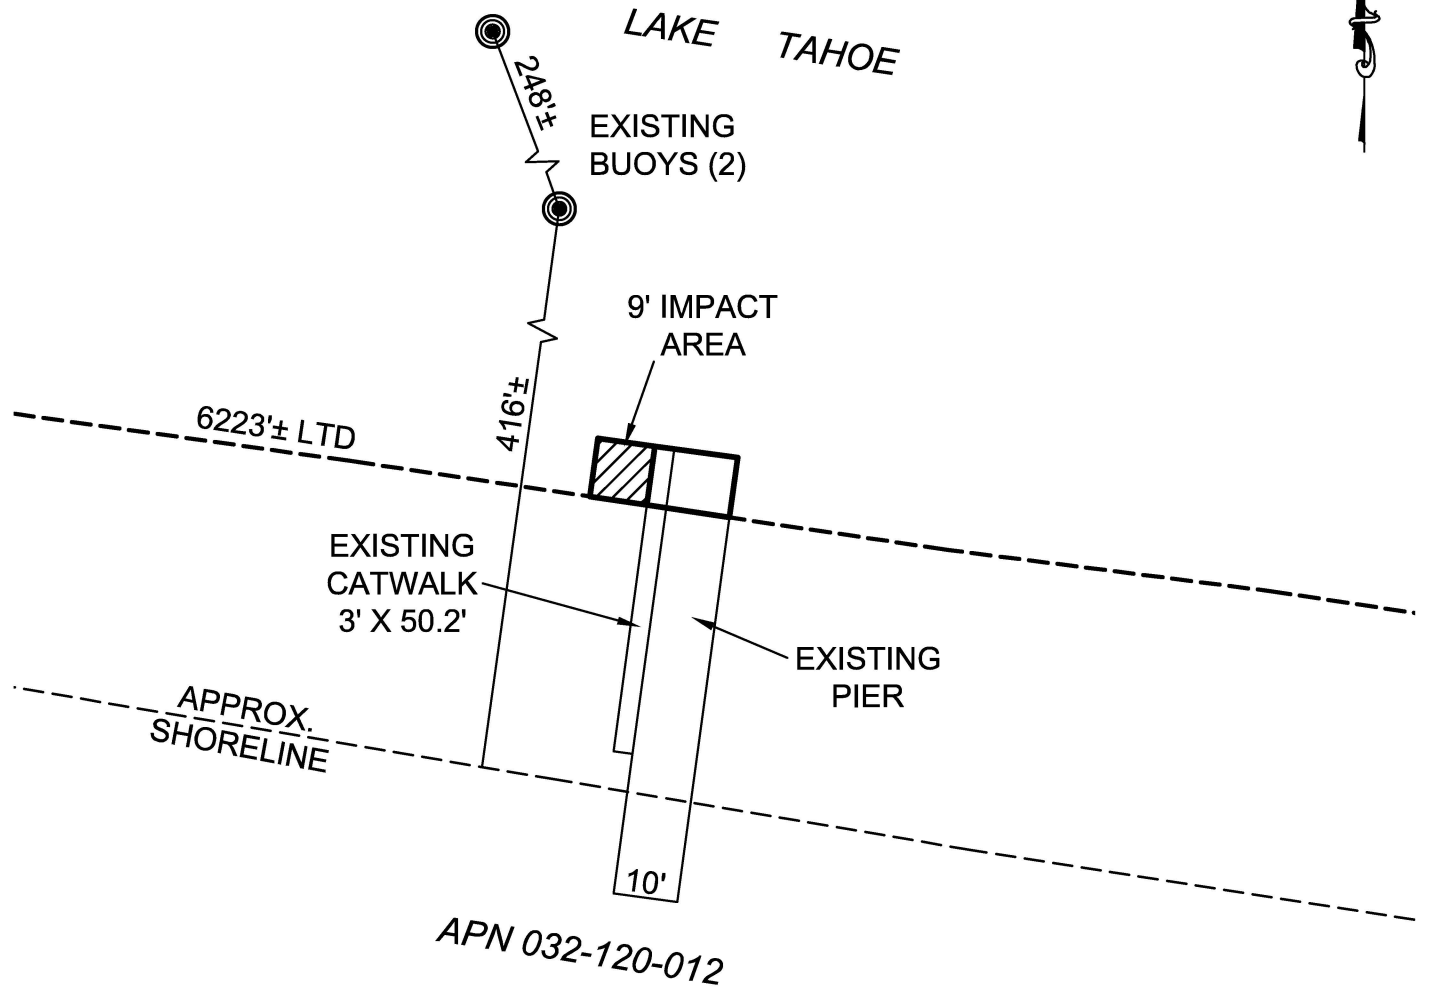 LAKE TAHOE
248'±
EXISTING
BUOYS (2)
9' IMPACT
AREA
416'±
6223'± LTD
EXISTING
CATWALK
3' X 50.2'
EXISTING
PIER
APPROX.
SHORELINE
10'
APN 032-120-012